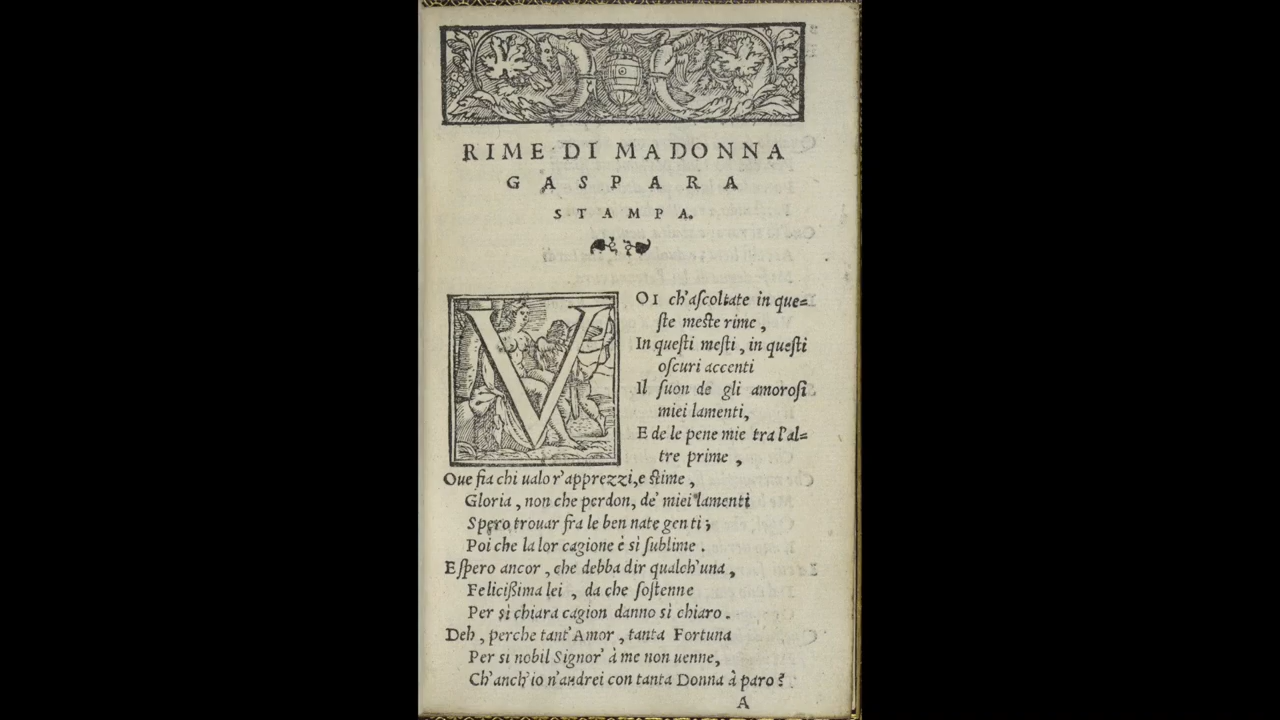 RIME DI MADONNA
GASPARA
STAMPA.
VOI ch'aſcoltate in que=
ſte meſte rime,
In queſti meſti, in queſti
oſcuri accenti
Il ſuon de gli amoroſi
miei lamenti,
E de le pene mie tra l'al=
tre prime,
Oue fia chi ualor'apprezzi, e ſtime,
Gloria, non che perdon, de' miei lamenti
Spero trouar fra le ben nate genti;
Poi che la lor cagione è sì ſublime.
E ſpero ancor, che debba dir qualch'una,
Feliciſsima lei, da che ſoſtenne
Per sì chiara cagion danno sì chiaro.
Deh, perche tant'Amor, tanta Fortuna
Per si nobil Signor' à me non uenne,
Ch'anch'io n'andrei con tanta Donna à paro?
A